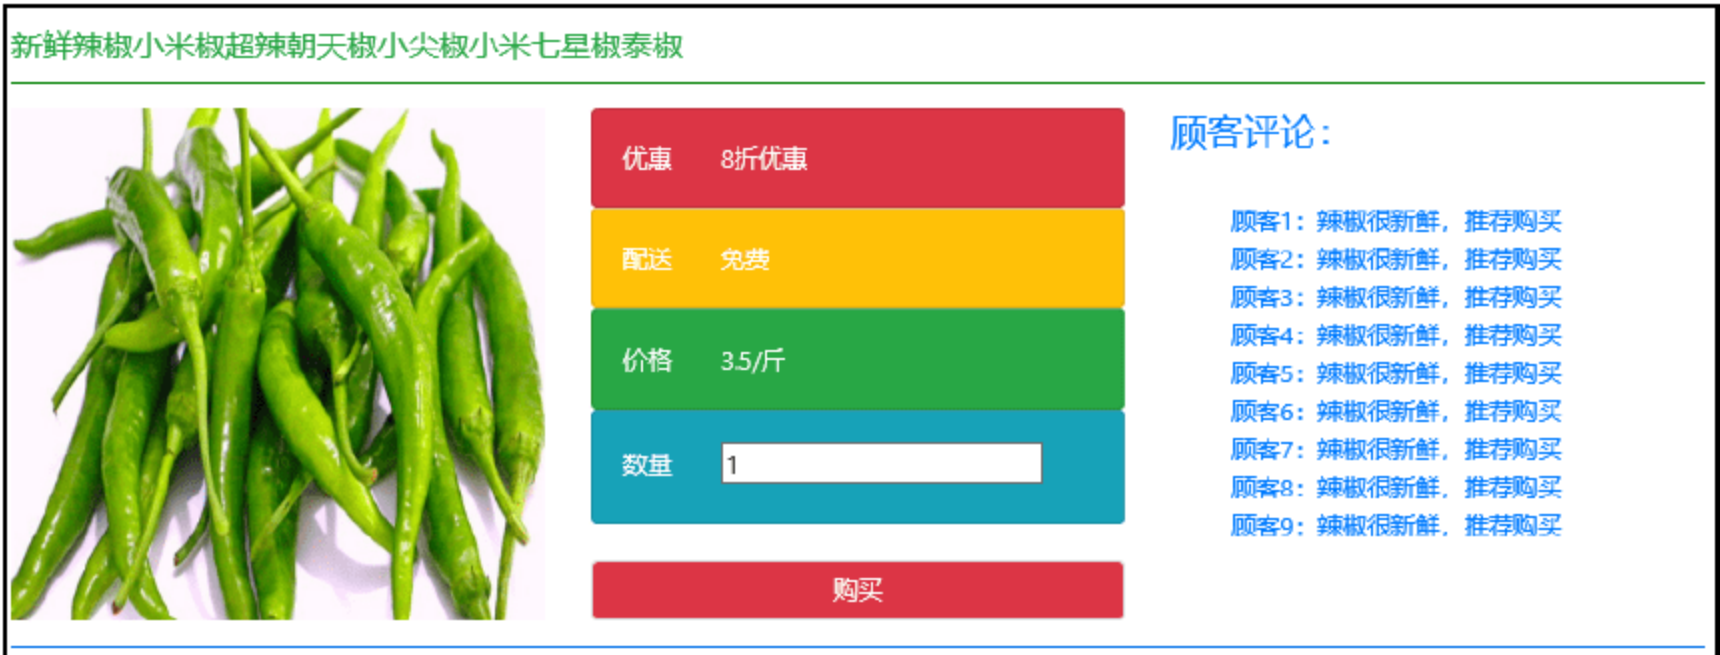 新鲜辣椒小米椒超辣朝天椒小尖椒小米七星椒泰椒
优惠 8折优惠
配送 免费
价格 3.5/斤
数量 1
购买
顾客评论：
顾客1：辣椒很新鲜，推荐购买
顾客2：辣椒很新鲜，推荐购买
顾客3：辣椒很新鲜，推荐购买
顾客4：辣椒很新鲜，推荐购买
顾客5：辣椒很新鲜，推荐购买
顾客6：辣椒很新鲜，推荐购买
顾客7：辣椒很新鲜，推荐购买
顾客8：辣椒很新鲜，推荐购买
顾客9：辣椒很新鲜，推荐购买